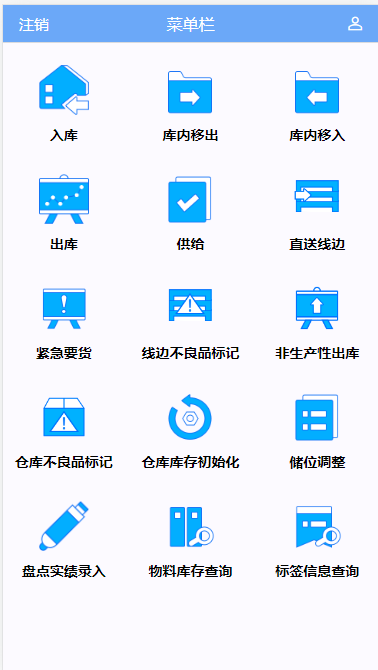 注销 菜单栏
入库 库内移出 库内移入
出库 供给 直送线边
紧急要货 线边不良品标记 非生产性出库
仓库不良品标记 仓库库存初始化 储位调整
盘点实绩录入 物料库存查询 标签信息查询